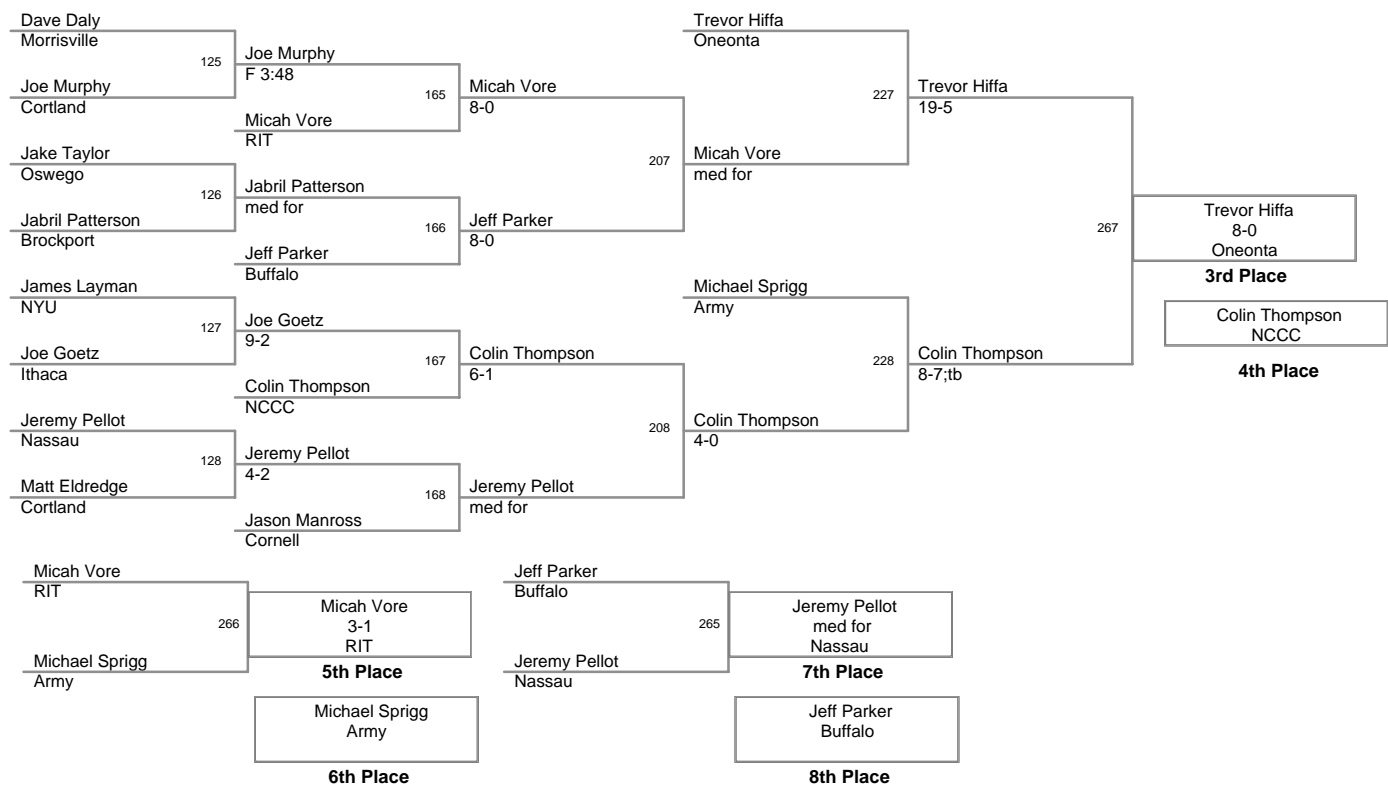 Dave Daly
Morrisville
125
Joe Murphy
Cortland
Joe Murphy
F 3:48
165
Micah Vore
RIT
Micah Vore
8-0
Jake Taylor
Oswego
126
Jabril Patterson
Brockport
Jabril Patterson
med for
166
Jeff Parker
Buffalo
Jeff Parker
8-0
207
Trevor Hiffa
Oneonta
227
Micah Vore
med for
Trevor Hiffa
19-5
James Layman
NYU
127
Joe Goetz
Ithaca
Joe Goetz
9-2
167
Colin Thompson
NCCC
Colin Thompson
6-1
Jeremy Pellot
Nassau
128
Matt Eldredge
Cortland
Jeremy Pellot
4-2
168
Jason Manross
Cornell
Jeremy Pellot
med for
208
Michael Sprigg
Army
228
Colin Thompson
4-0
Colin Thompson
8-7;tb
267
Trevor Hiffa
8-0
Oneonta
3rd Place
Colin Thompson
NCCC
4th Place
Micah Vore
RIT
266
Michael Sprigg
Army
Micah Vore
3-1
RIT
5th Place
Michael Sprigg
Army
6th Place
Jeff Parker
Buffalo
265
Jeremy Pellot
Nassau
Jeremy Pellot
med for
Nassau
7th Place
Jeff Parker
Buffalo
8th Place